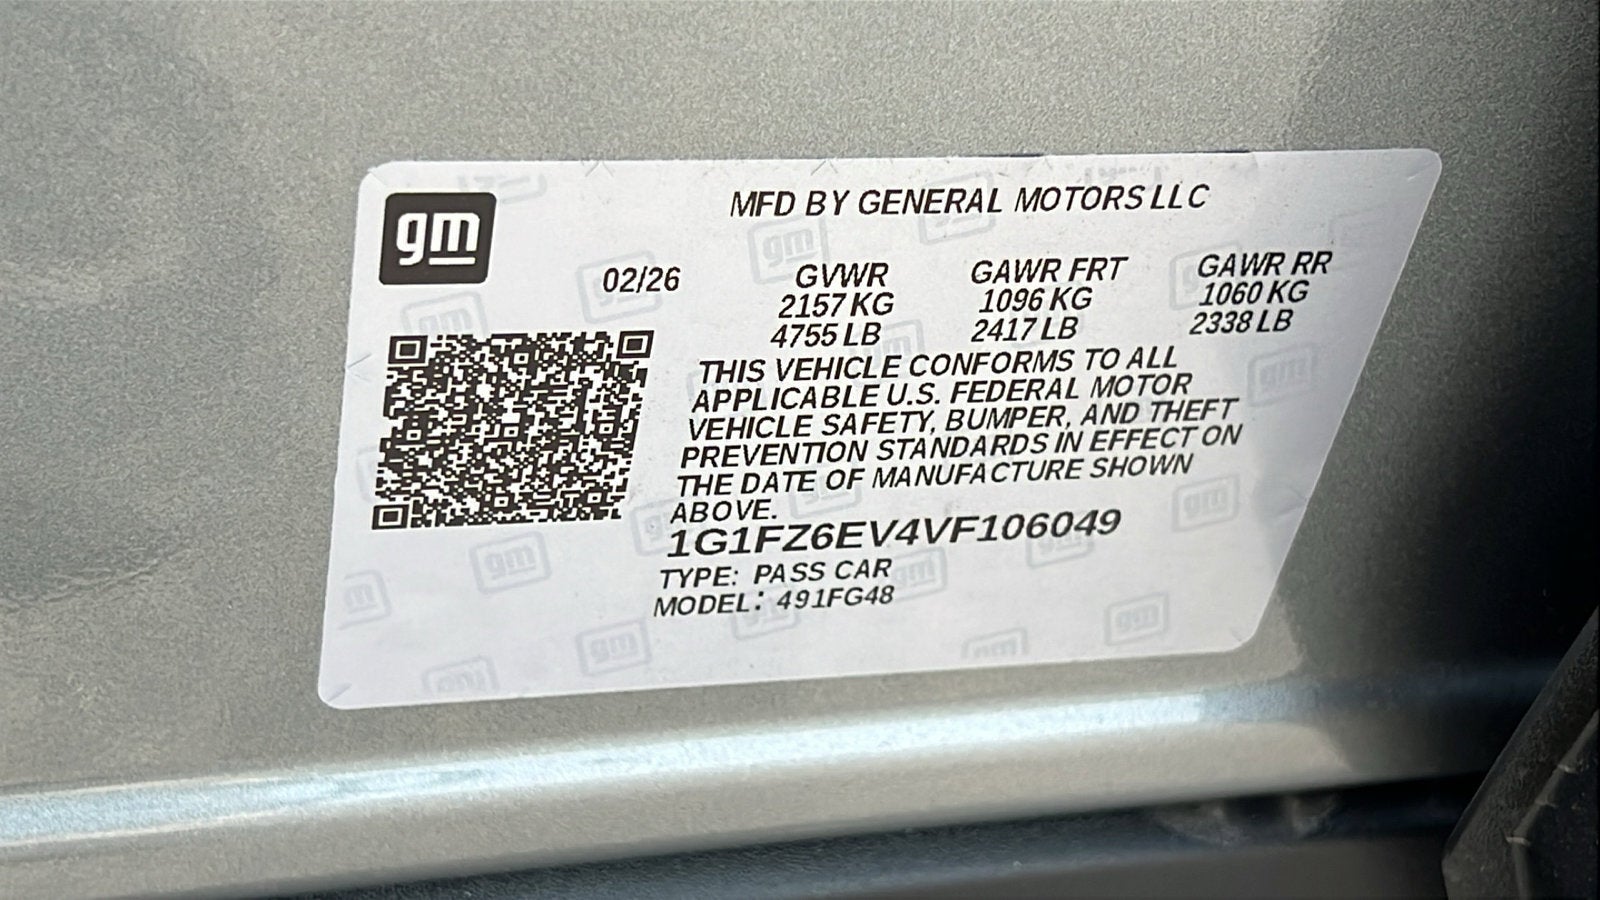 gm
MFD BY GENERAL MOTORS LLC
02/26 GVWR GAWR FRT GAWR RR
2157 KG 1096 KG 1060 KG
4755 LB 2417 LB 2338 LB
THIS VEHICLE CONFORMS TO ALL
APPLICABLE U.S. FEDERAL MOTOR
VEHICLE SAFETY, BUMPER, AND THEFT
PREVENTION STANDARDS IN EFFECT ON
THE DATE OF MANUFACTURE SHOWN
ABOVE.
1G1FZ6EV4VF106049
TYPE: PASS CAR
MODEL: 491FG48